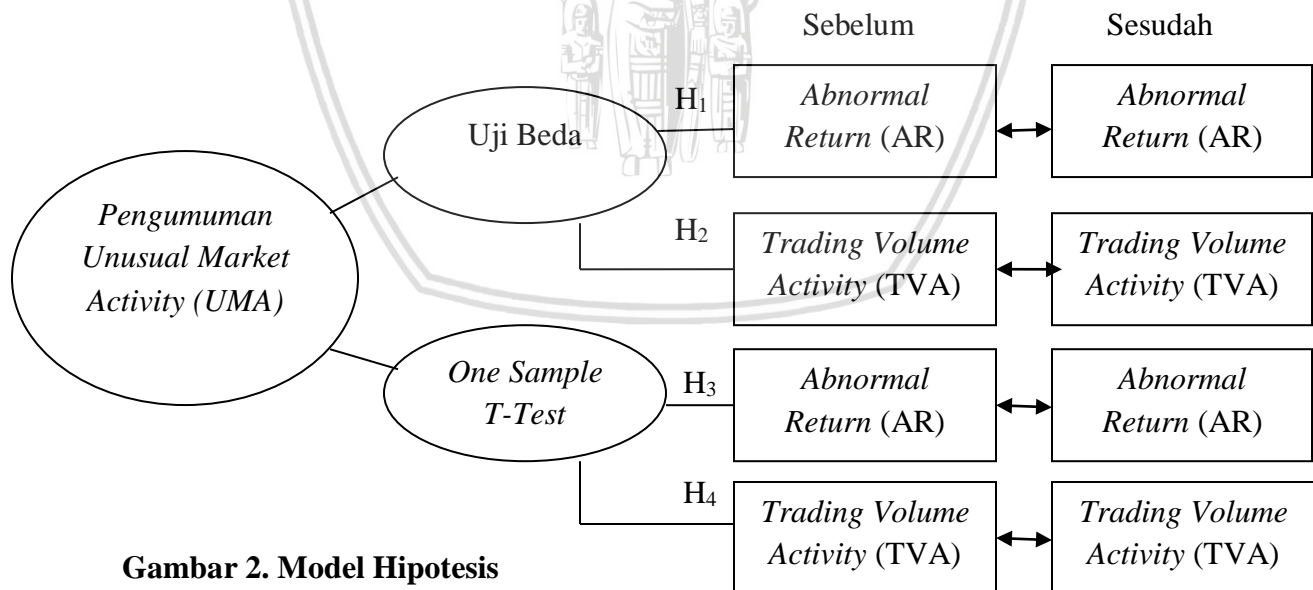 Sebelum
Sesudah
Uji Beda
H1
Abnormal
Return (AR)
Abnormal
Return (AR)
Pengumuman
Unusual Market
Activity (UMA)
H2
Trading Volume
Activity (TVA)
Trading Volume
Activity (TVA)
One Sample
T-Test
H3
Abnormal
Return (AR)
Abnormal
Return (AR)
H4
Trading Volume
Activity (TVA)
Trading Volume
Activity (TVA)
Gambar 2. Model Hipotesis